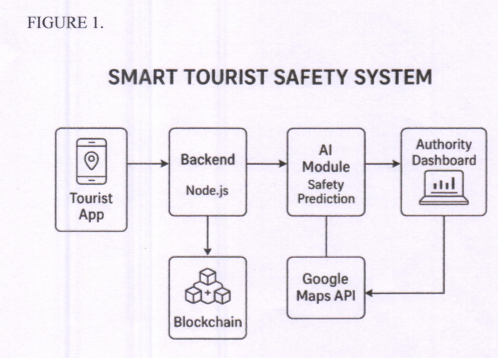 FIGURE 1.
SMART TOURIST SAFETY SYSTEM
Tourist
App
Backend
Node.js
AI
Module
Safety
Prediction
Authority
Dashboard
Blockchain
Google
Maps API